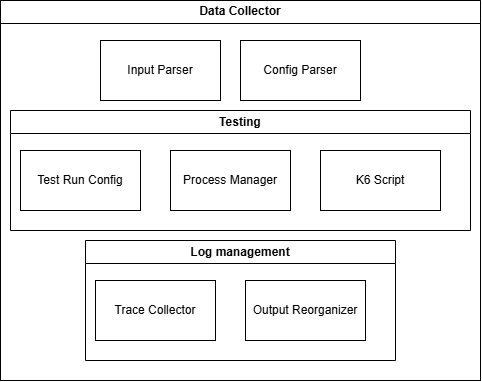 Data Collector
Input Parser
Config Parser
Testing
Test Run Config
Process Manager
K6 Script
Log management
Trace Collector
Output Reorganizer